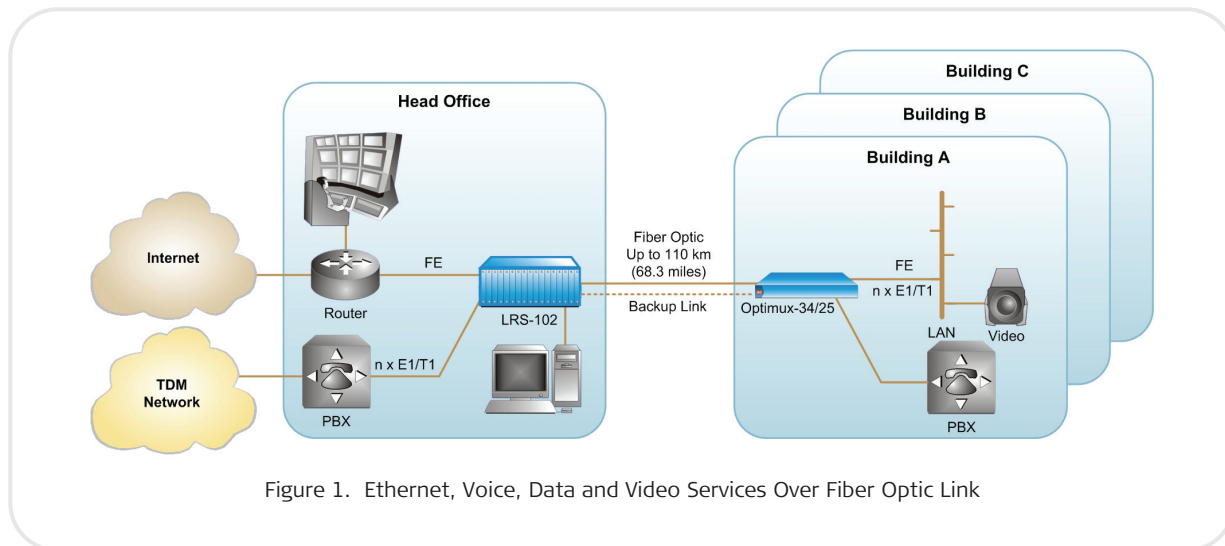 Head Office
Internet
Router
FE
LRS-102
TDM
Network
PBX
n x E1/T1
Fiber Optic
Up to 110 km
(68.3 miles)
Backup Link
Building C
Building B
Building A
Optimux-34/25
FE
n x E1/T1
LAN
Video
PBX
Figure 1. Ethernet, Voice, Data and Video Services Over Fiber Optic Link